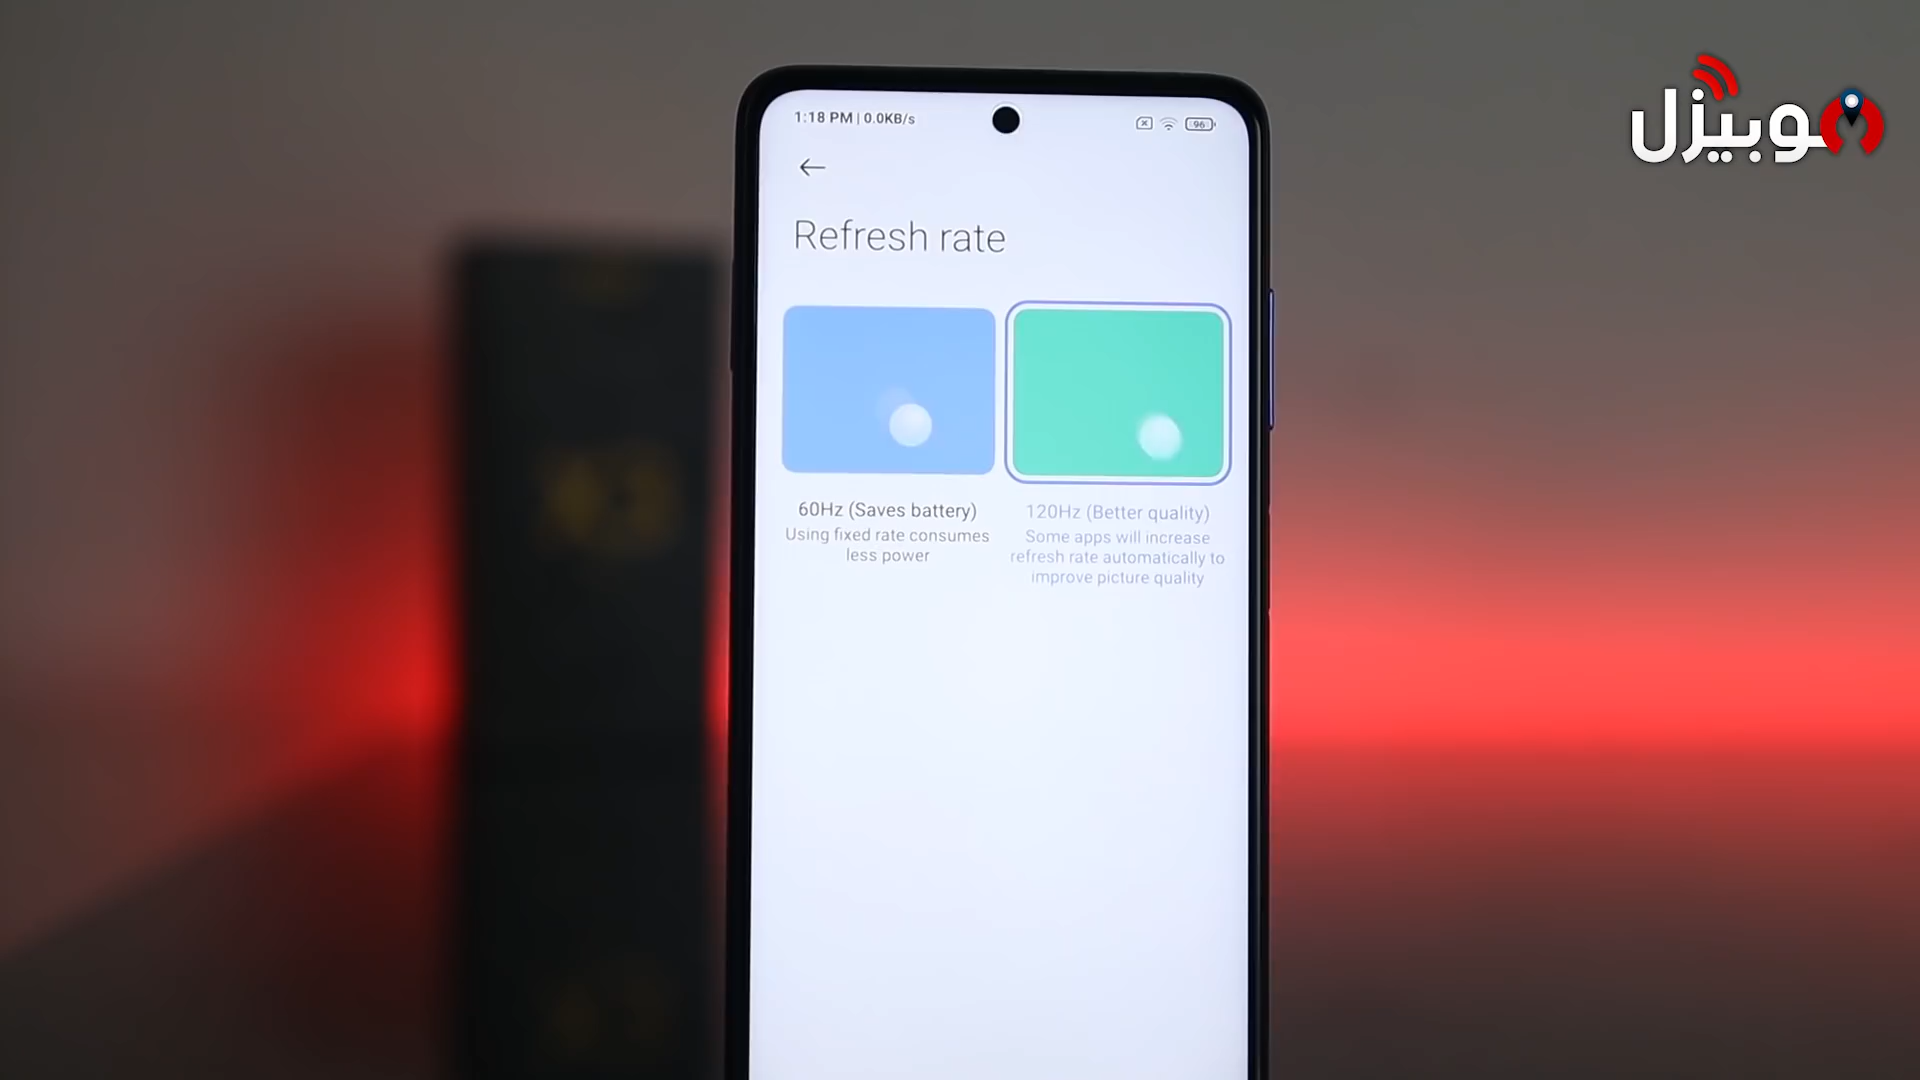 موبيزل
1:18 PM | 0.0KB/s
96
Refresh rate
60Hz (Saves battery)
Using fixed rate consumes
less power
120Hz (Better quality)
Some apps will increase
refresh rate automatically to
improve picture quality